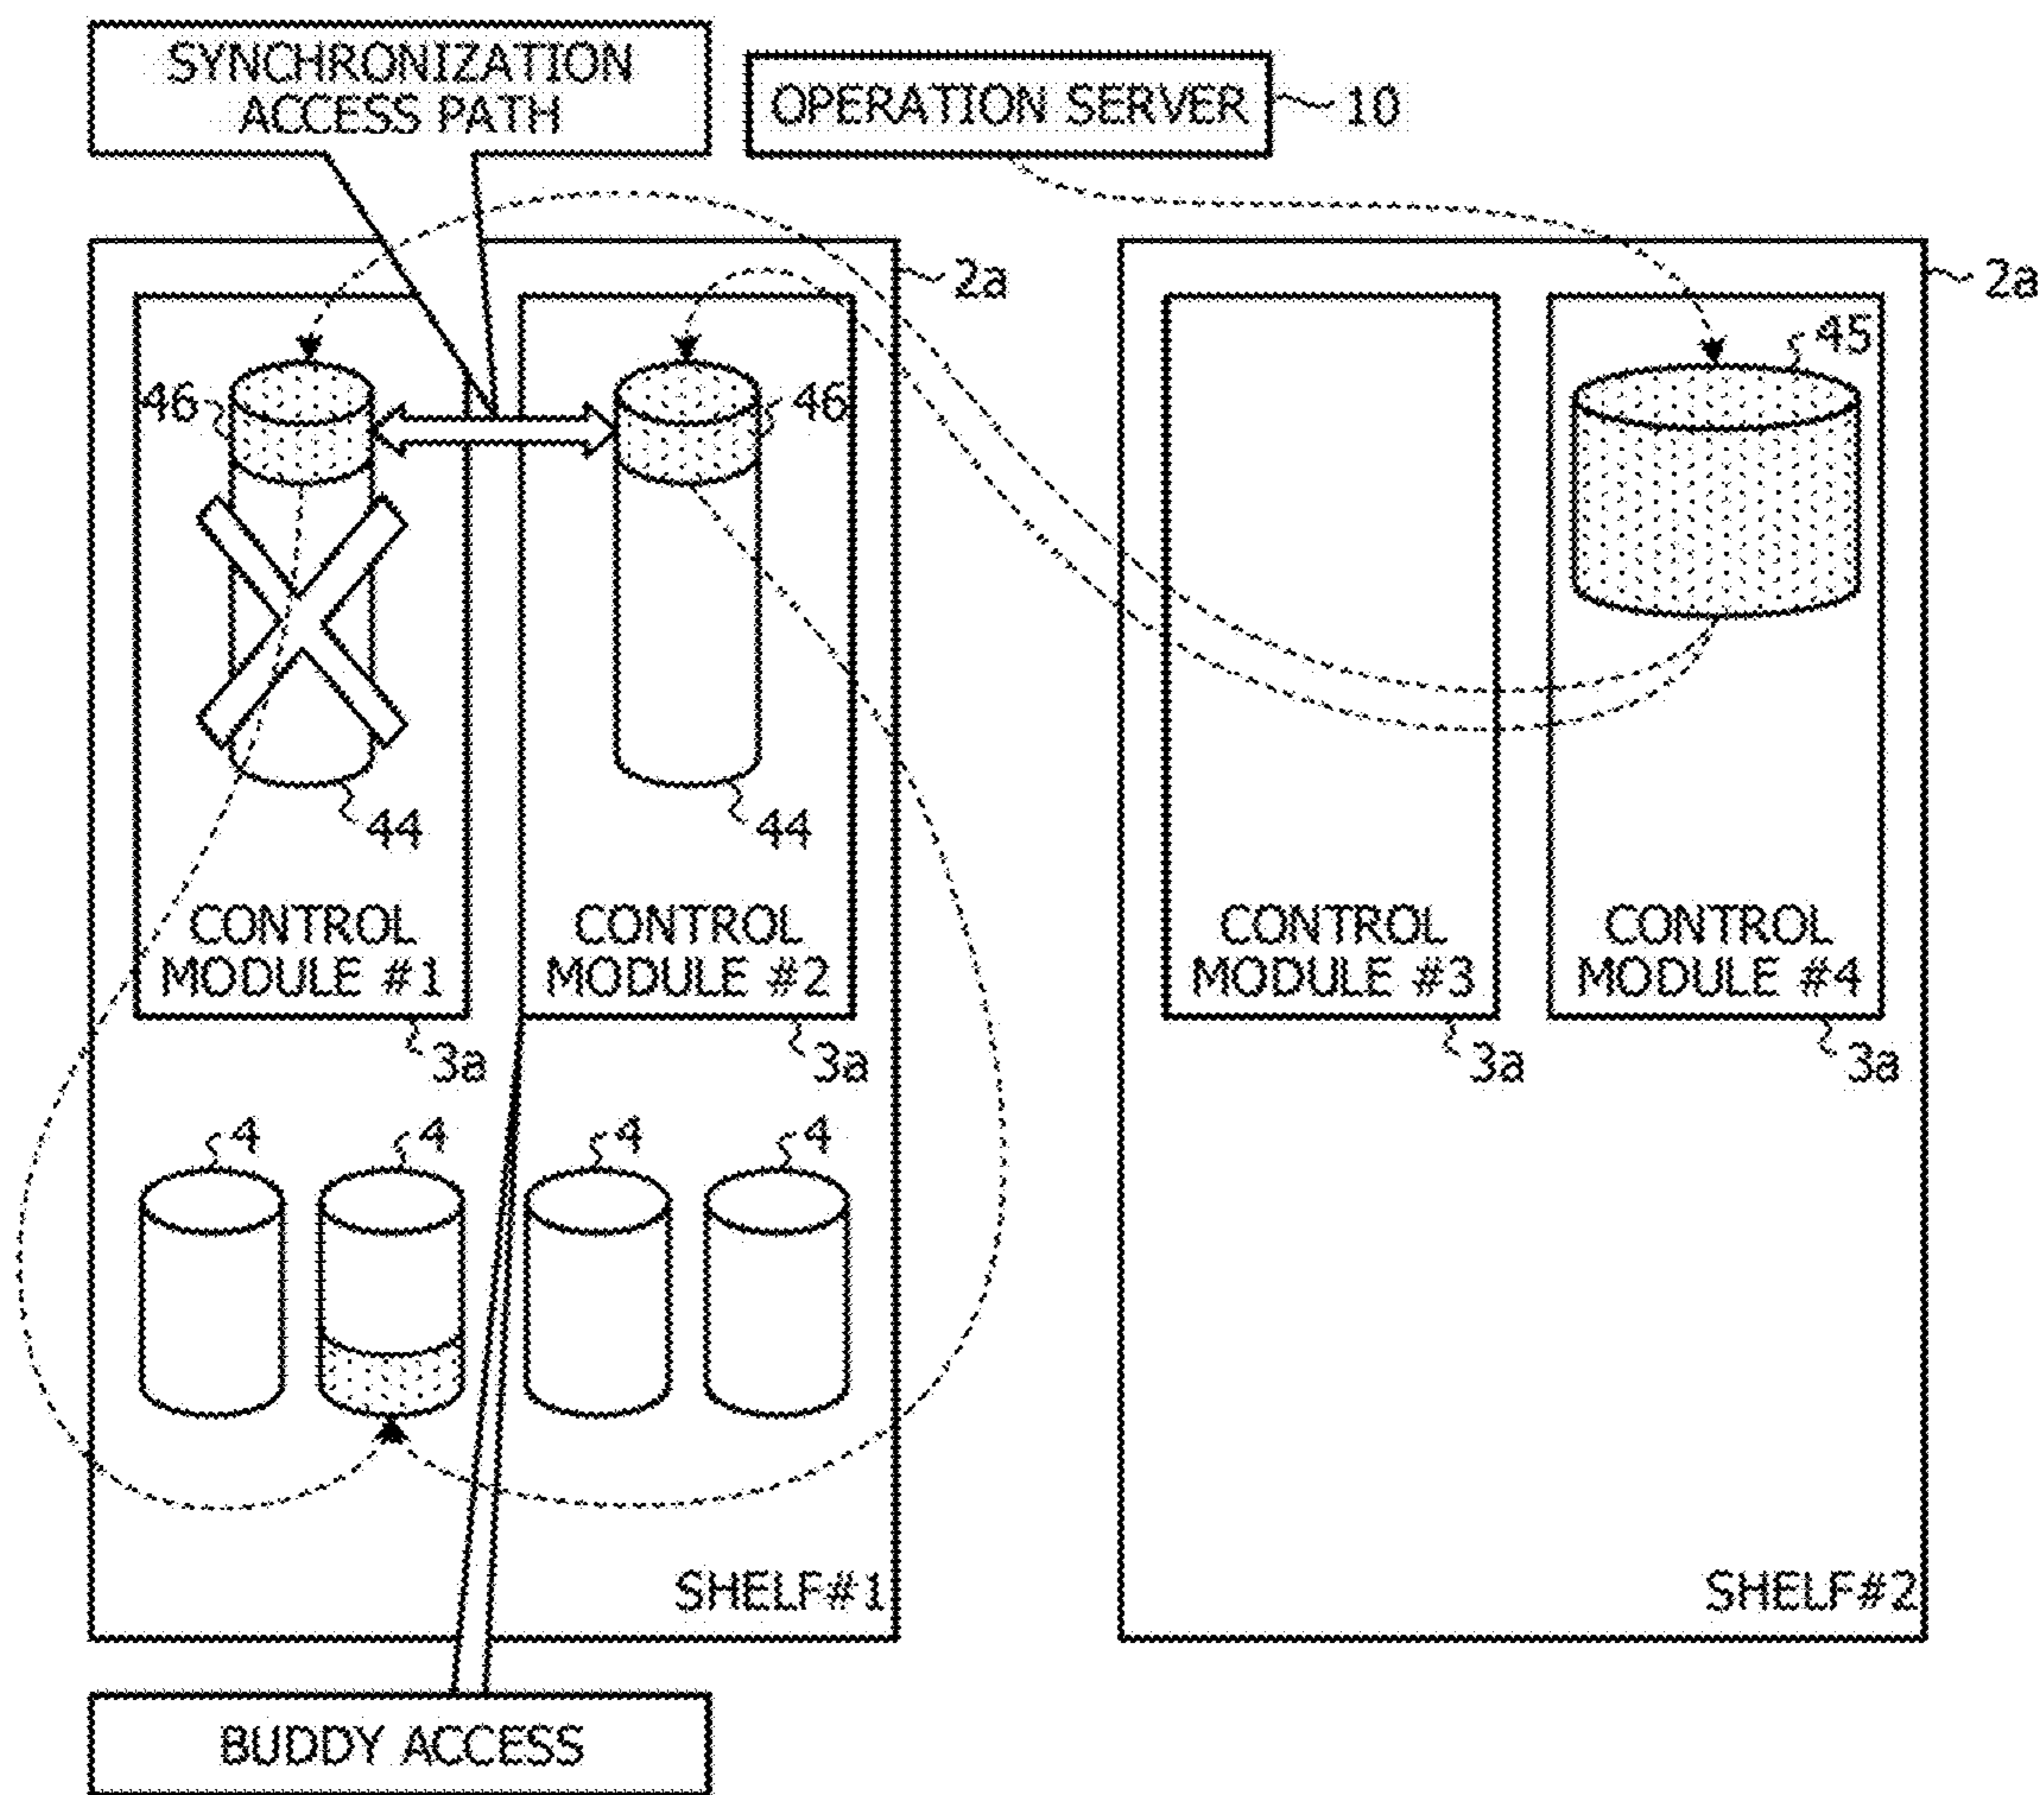 SYNCHRONIZATION
ACCESS PATH
OPERATION SERVER
10
2a
2a
46
46
45
44
44
CONTROL
MODULE #1
CONTROL
MODULE #2
CONTROL
MODULE #3
CONTROL
MODULE #4
3a
3a
3a
3a
4
4
4
4
SHELF#1
SHELF#2
BUDDY ACCESS